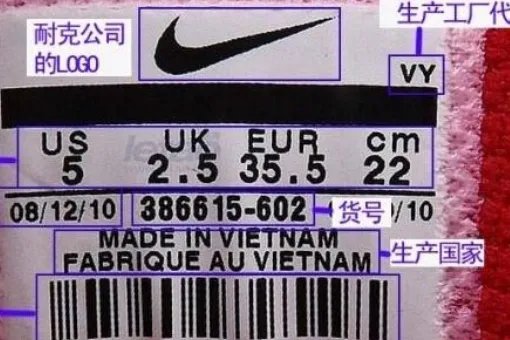 生产工厂代
耐克公司
的LOGO
VY
US UK EUR cm
5 2.5 35.5 22
08/12/10 386615-602 货号 /10
MADE IN VIETNAM
FABRIQUE AU VIETNAM
生产国家